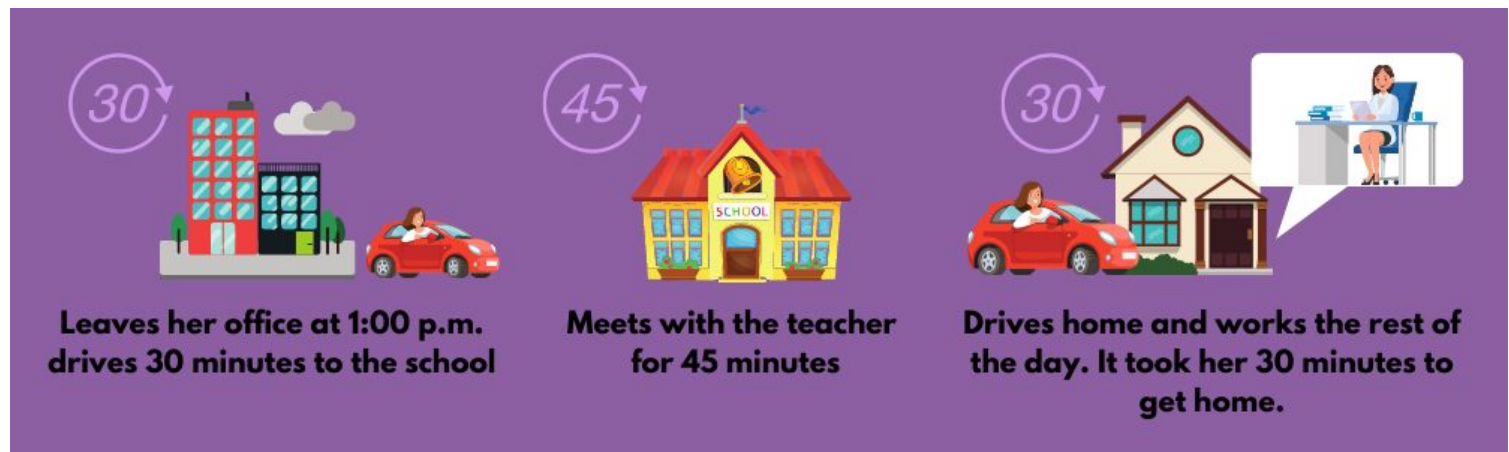 30
Leaves her office at 1:00 p.m.
drives 30 minutes to the school
45
SCHOOL
Meets with the teacher
for 45 minutes
30
Drives home and works the rest of
the day. It took her 30 minutes to
get home.